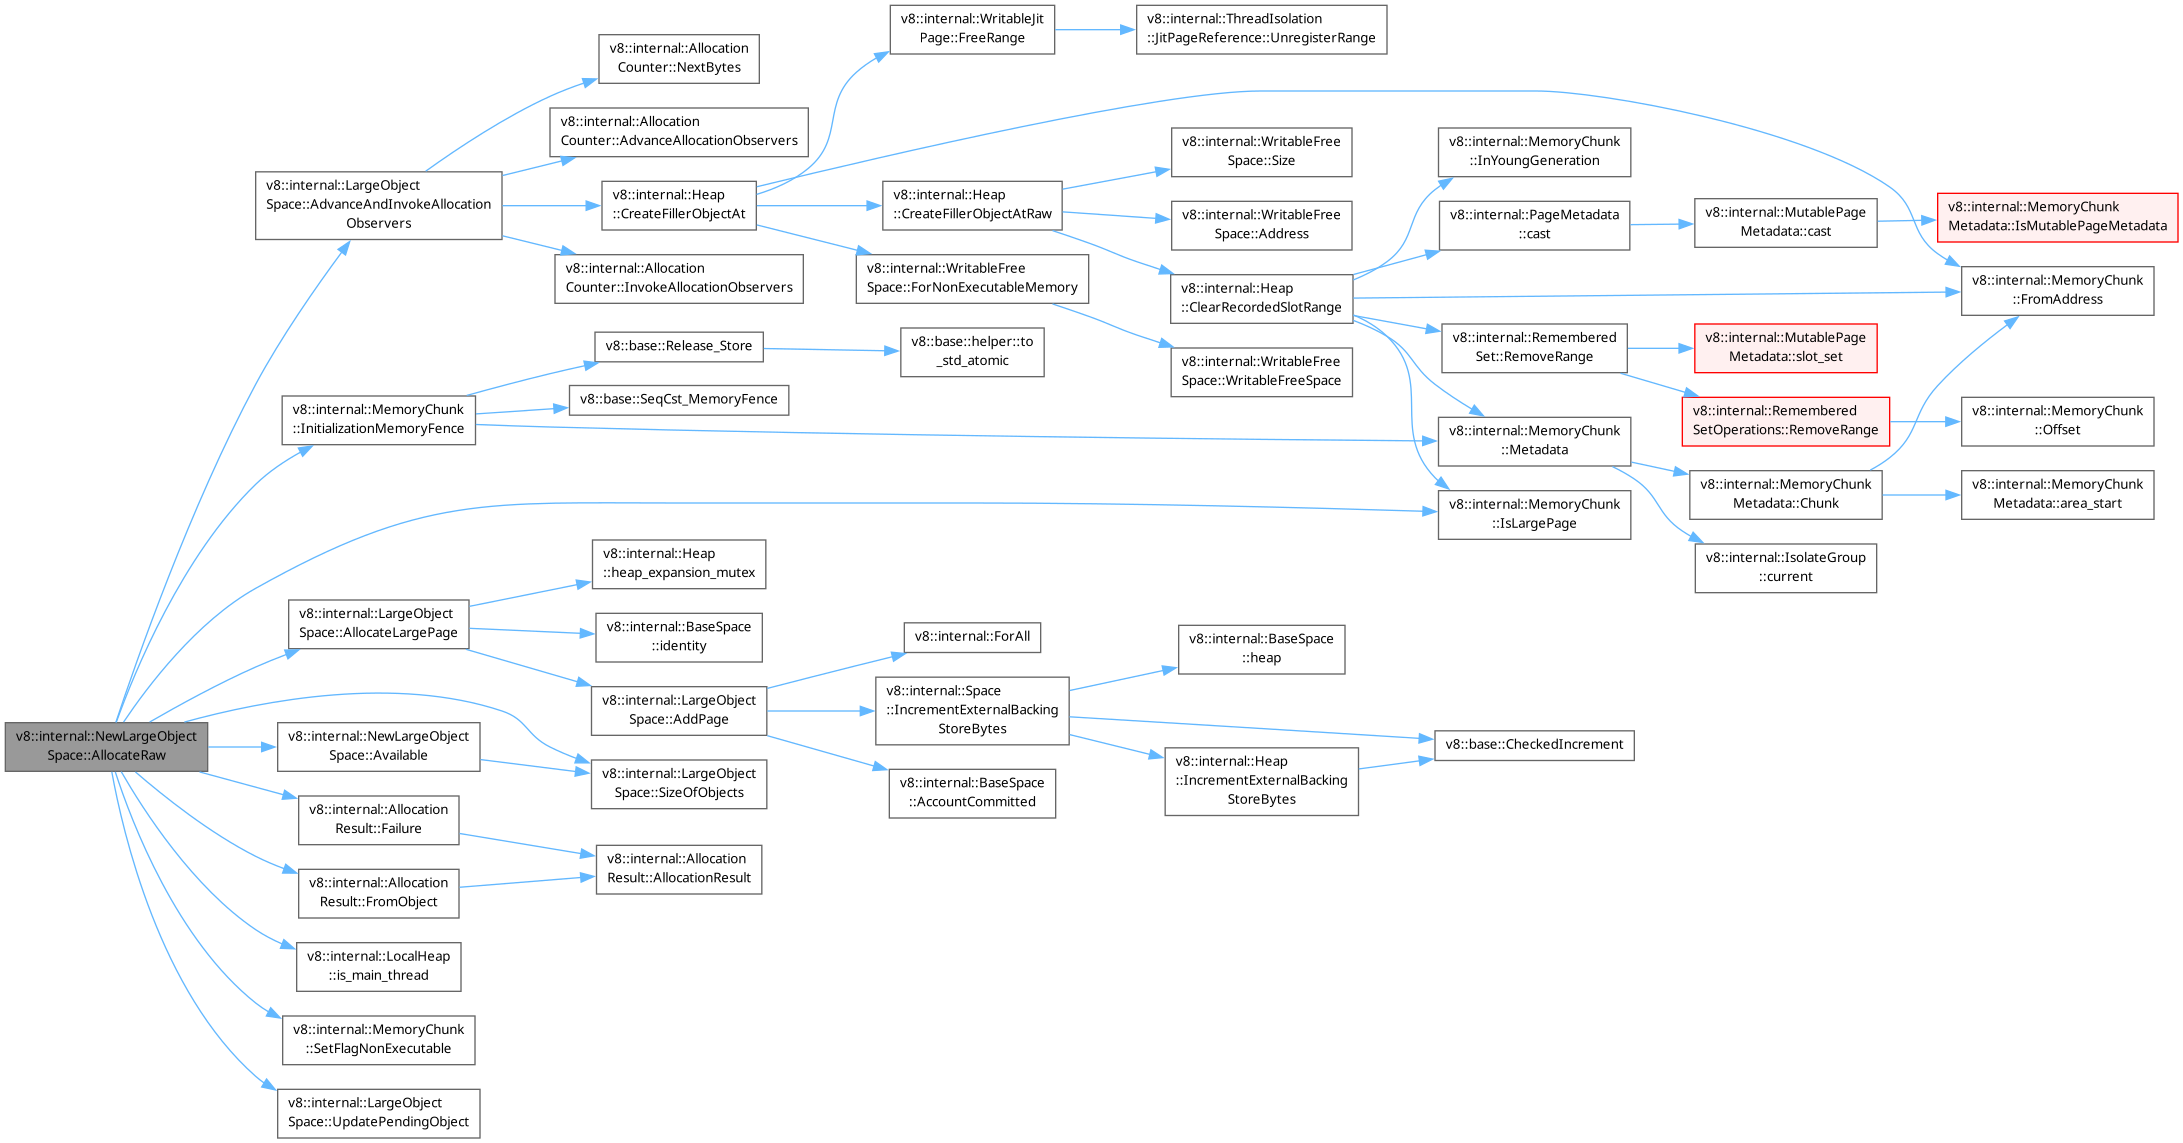 v8::internal::NewLargeObject
Space::AllocateRaw
v8::internal::LargeObject
Space::AdvanceAndInvokeAllocation
Observers
v8::internal::MemoryChunk
::InitializationMemoryFence
v8::internal::LargeObject
Space::AllocateLargePage
v8::internal::NewLargeObject
Space::Available
v8::internal::Allocation
Result::Failure
v8::internal::Allocation
Result::FromObject
v8::internal::LocalHeap
::is_main_thread
v8::internal::MemoryChunk
::SetFlagNonExecutable
v8::internal::LargeObject
Space::UpdatePendingObject
v8::internal::Allocation
Counter::NextBytes
v8::internal::Allocation
Counter::AdvanceAllocationObservers
v8::internal::Heap
::CreateFillerObjectAt
v8::internal::Allocation
Counter::InvokeAllocationObservers
v8::base::Release_Store
v8::base::SeqCst_MemoryFence
v8::internal::Heap
::heap_expansion_mutex
v8::internal::BaseSpace
::identity
v8::internal::LargeObject
Space::AddPage
v8::internal::LargeObject
Space::SizeOfObjects
v8::internal::Allocation
Result::AllocationResult
v8::internal::WritableJit
Page::FreeRange
v8::internal::Heap
::CreateFillerObjectAtRaw
v8::internal::WritableFree
Space::ForNonExecutableMemory
v8::base::helper::to
_std_atomic
v8::internal::ForAll
v8::internal::Space
::IncrementExternalBacking
StoreBytes
v8::internal::BaseSpace
::AccountCommitted
v8::internal::ThreadIsolation
::JitPageReference::UnregisterRange
v8::internal::WritableFree
Space::Size
v8::internal::WritableFree
Space::Address
v8::internal::Heap
::ClearRecordedSlotRange
v8::internal::WritableFree
Space::WritableFreeSpace
v8::internal::BaseSpace
::heap
v8::internal::Heap
::IncrementExternalBacking
StoreBytes
v8::internal::MemoryChunk
::InYoungGeneration
v8::internal::PageMetadata
::cast
v8::internal::Remembered
Set::RemoveRange
v8::internal::MemoryChunk
::Metadata
v8::internal::MemoryChunk
::IsLargePage
v8::base::CheckedIncrement
v8::internal::MutablePage
Metadata::cast
v8::internal::MutablePage
Metadata::slot_set
v8::internal::Remembered
SetOperations::RemoveRange
v8::internal::MemoryChunk
Metadata::Chunk
v8::internal::IsolateGroup
::current
v8::internal::MemoryChunk
Metadata::IsMutablePageMetadata
v8::internal::MemoryChunk
::FromAddress
v8::internal::MemoryChunk
::Offset
v8::internal::MemoryChunk
Metadata::area_start